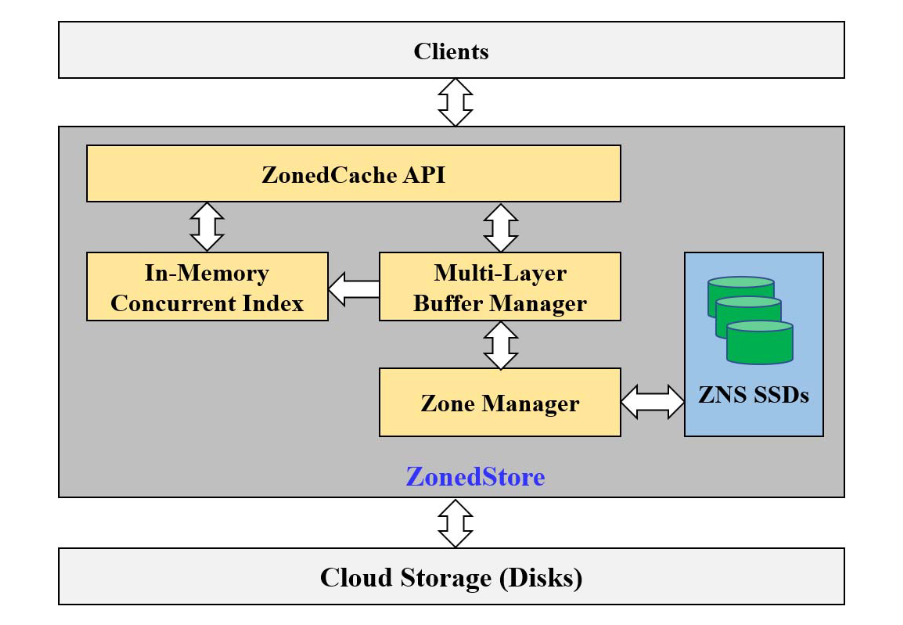 Clients
ZonedCache API
In-Memory
Concurrent Index
Multi-Layer
Buffer Manager
Zone Manager
ZNS SSDs
ZonedStore
Cloud Storage (Disks)